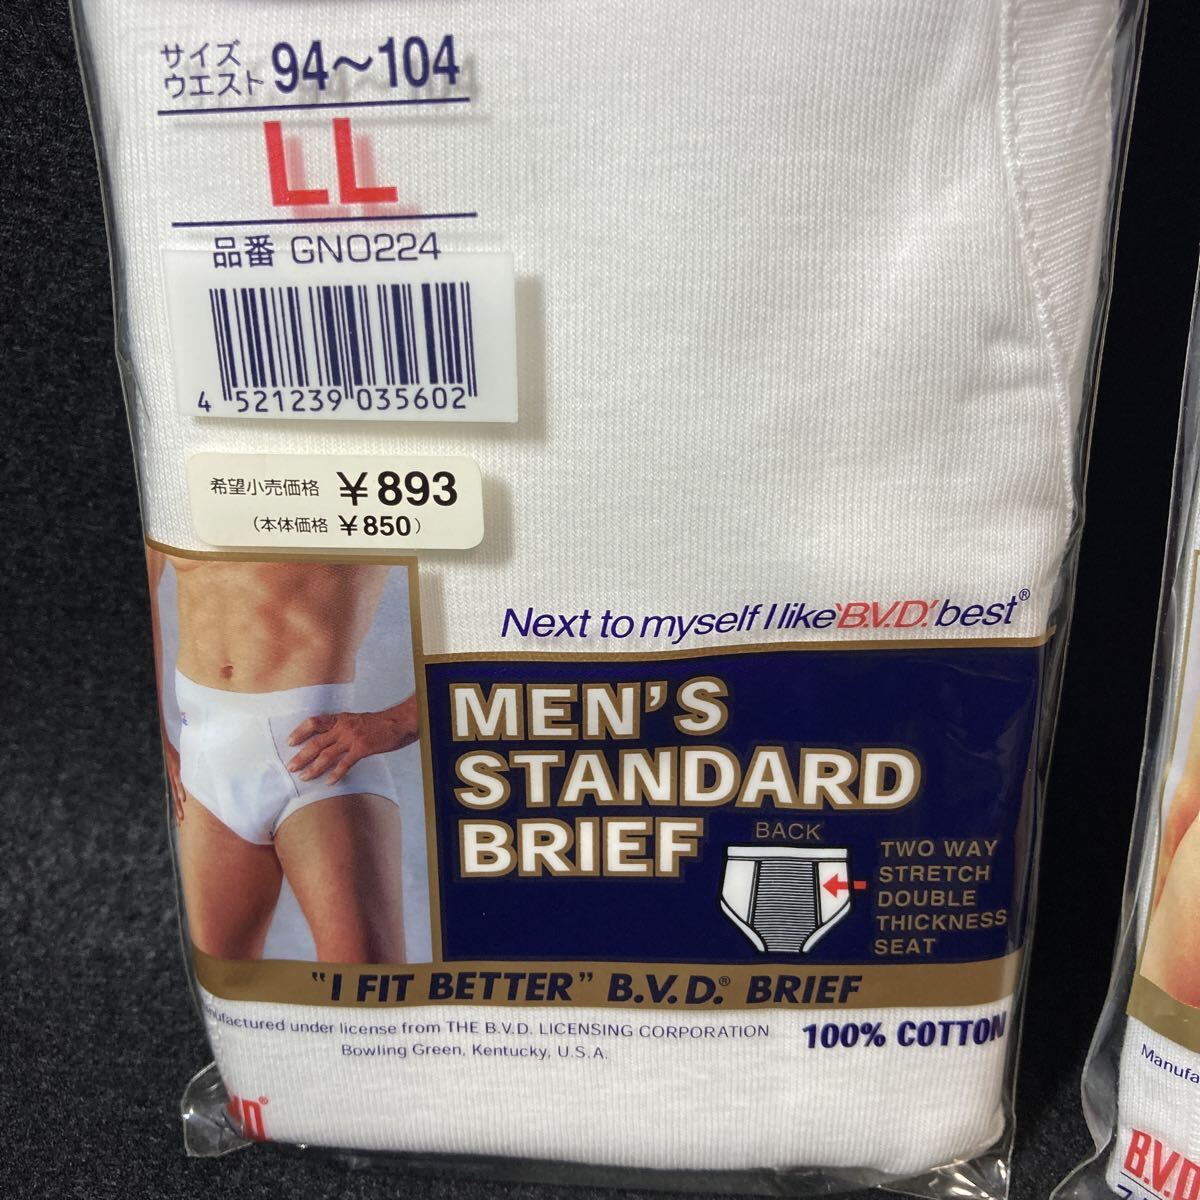 サイズ
ウエスト 94～104
LL
品番 GN0224
4 521239 035602
希望小売価格 ￥893
（本体価格 ￥850）
Next to myself I like 'B.V.D.' best®
MEN'S
STANDARD
BRIEF
BACK
TWO WAY
STRETCH
DOUBLE
THICKNESS
SEAT
"I FIT BETTER" B.V.D.® BRIEF
nufactured under license from THE B.V.D. LICENSING CORPORATION
Bowling Green, Kentucky, U.S.A.
100% COTTON
Manufa
B.V.D